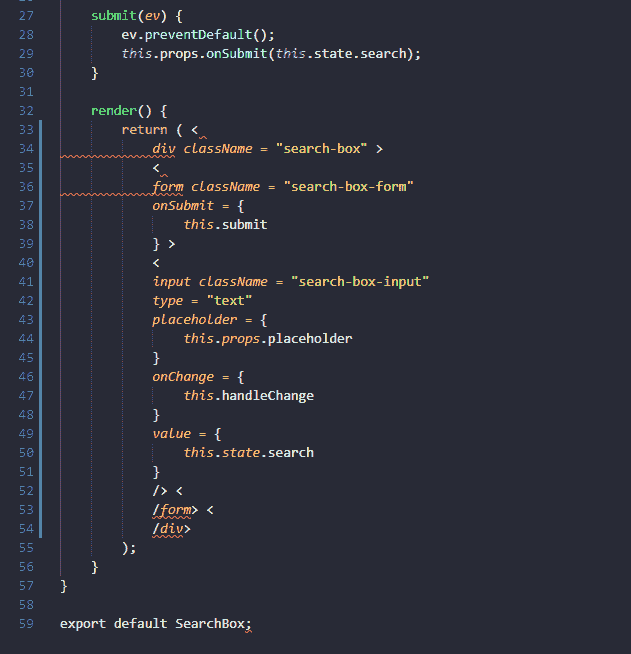 27 submit(ev) {
28 ev.preventDefault();
29 this.props.onSubmit(this.state.search);
30 }
31
32 render() {
33 return ( <
34 div className = "search-box" >
35 <
36 form className = "search-box-form"
37 onSubmit = {
38 this.submit
39 } >
40 <
41 input className = "search-box-input"
42 type = "text"
43 placeholder = {
44 this.props.placeholder
45 }
46 onChange = {
47 this.handleChange
48 }
49 value = {
50 this.state.search
51 }
52 /> <
53 /form> <
54 /div>
55 );
56 }
57 }
58
59 export default SearchBox;